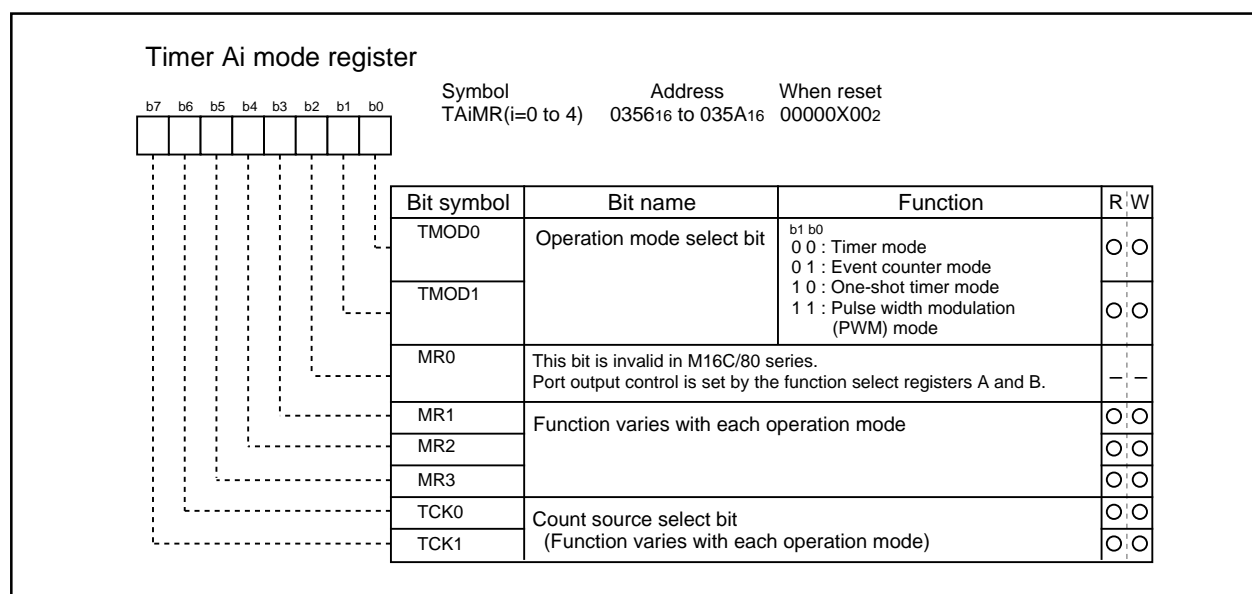 Timer Ai mode register
Symbol Address When reset
TAiMR(i=0 to 4) 035616 to 035A16 00000X002
b7 b6 b5 b4 b3 b2 b1 b0
Bit symbol Bit name Function R W
TMOD0 Operation mode select bit b1 b0
0 0 : Timer mode
0 1 : Event counter mode
TMOD1 1 0 : One-shot timer mode
1 1 : Pulse width modulation
(PWM) mode
MR0 This bit is invalid in M16C/80 series.
Port output control is set by the function select registers A and B. – –
MR1 Function varies with each operation mode
MR2
MR3
TCK0 Count source select bit
TCK1 (Function varies with each operation mode)